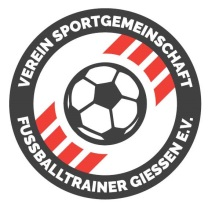 VEREIN SPORTGEMEINSCHAFT
FUSSBALLTRAINER GIESSEN E.V.